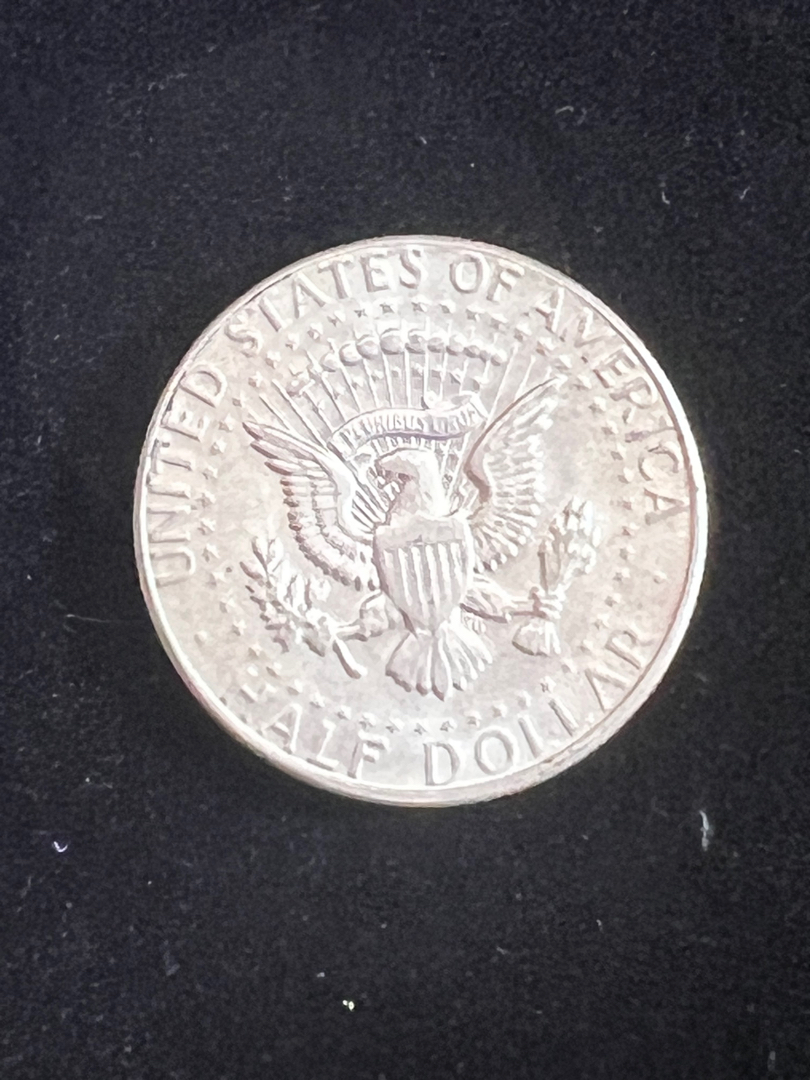 UNITED STATES OF AMERICA
PLURIBUS UNUM
HALF DOLLAR